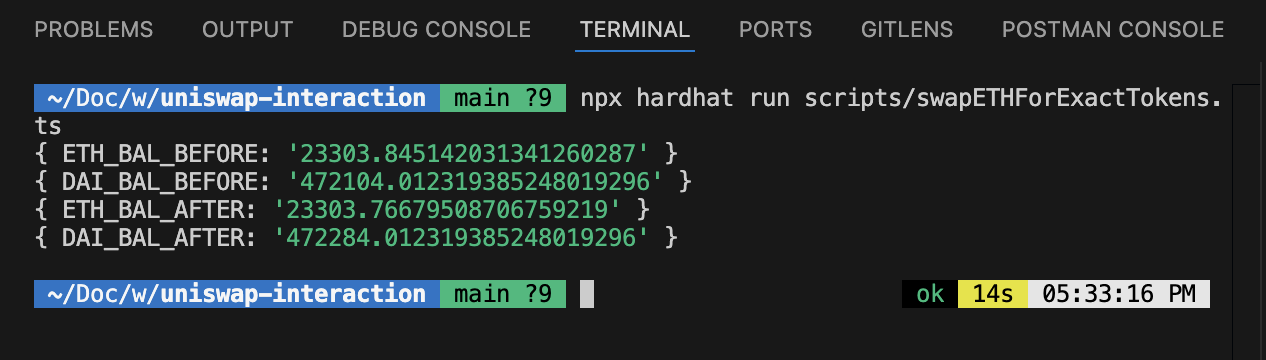 PROBLEMS OUTPUT DEBUG CONSOLE TERMINAL PORTS GITLENS POSTMAN CONSOLE
~/Doc/w/uniswap-interaction main ?9 npx hardhat run scripts/swapETHForExactTokens.
ts
{ ETH_BAL_BEFORE: '23303.845142031341260287' }
{ DAI_BAL_BEFORE: '472104.012319385248019296' }
{ ETH_BAL_AFTER: '23303.76679508706759219' }
{ DAI_BAL_AFTER: '472284.012319385248019296' }
~/Doc/w/uniswap-interaction main ?9 ok 14s 05:33:16 PM